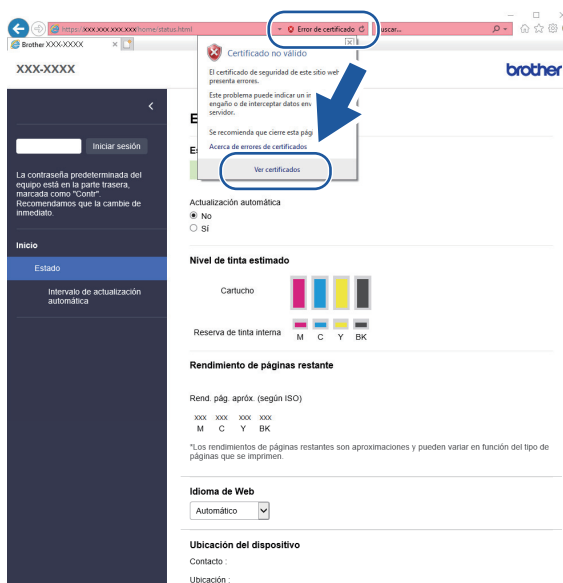 https://xxx.xxx.xxx.xxx/home/status.html
Error de certificado
uscar...
Brother XXX-XXXX
Certificado no válido
El certificado de seguridad de este sitio web
presenta errores.
Este problema puede indicar un in
engaño o de interceptar datos env
servidor.
Se recomienda que cierre esta pági
Acerca de errores de certificados
Ver certificados
XXX-XXXX
brother
Iniciar sesión
La contraseña predeterminada del
equipo está en la parte trasera,
marcada como "Contr".
Recomendamos que la cambie de
inmediato.
Inicio
Estado
Intervalo de actualización
automática
E
Es
Actualización automática
No
Sí
Nivel de tinta estimado
Cartucho
Reserva de tinta interna
M C Y BK
Rendimiento de páginas restante
Rend. pág. apróx. (según ISO)
xxx xxx xxx xxx
M C Y BK
*Los rendimientos de páginas restantes son aproximaciones y pueden variar en función del tipo de
páginas que se imprimen.
Idioma de Web
Automático
Ubicación del dispositivo
Contacto :
Ubicación :